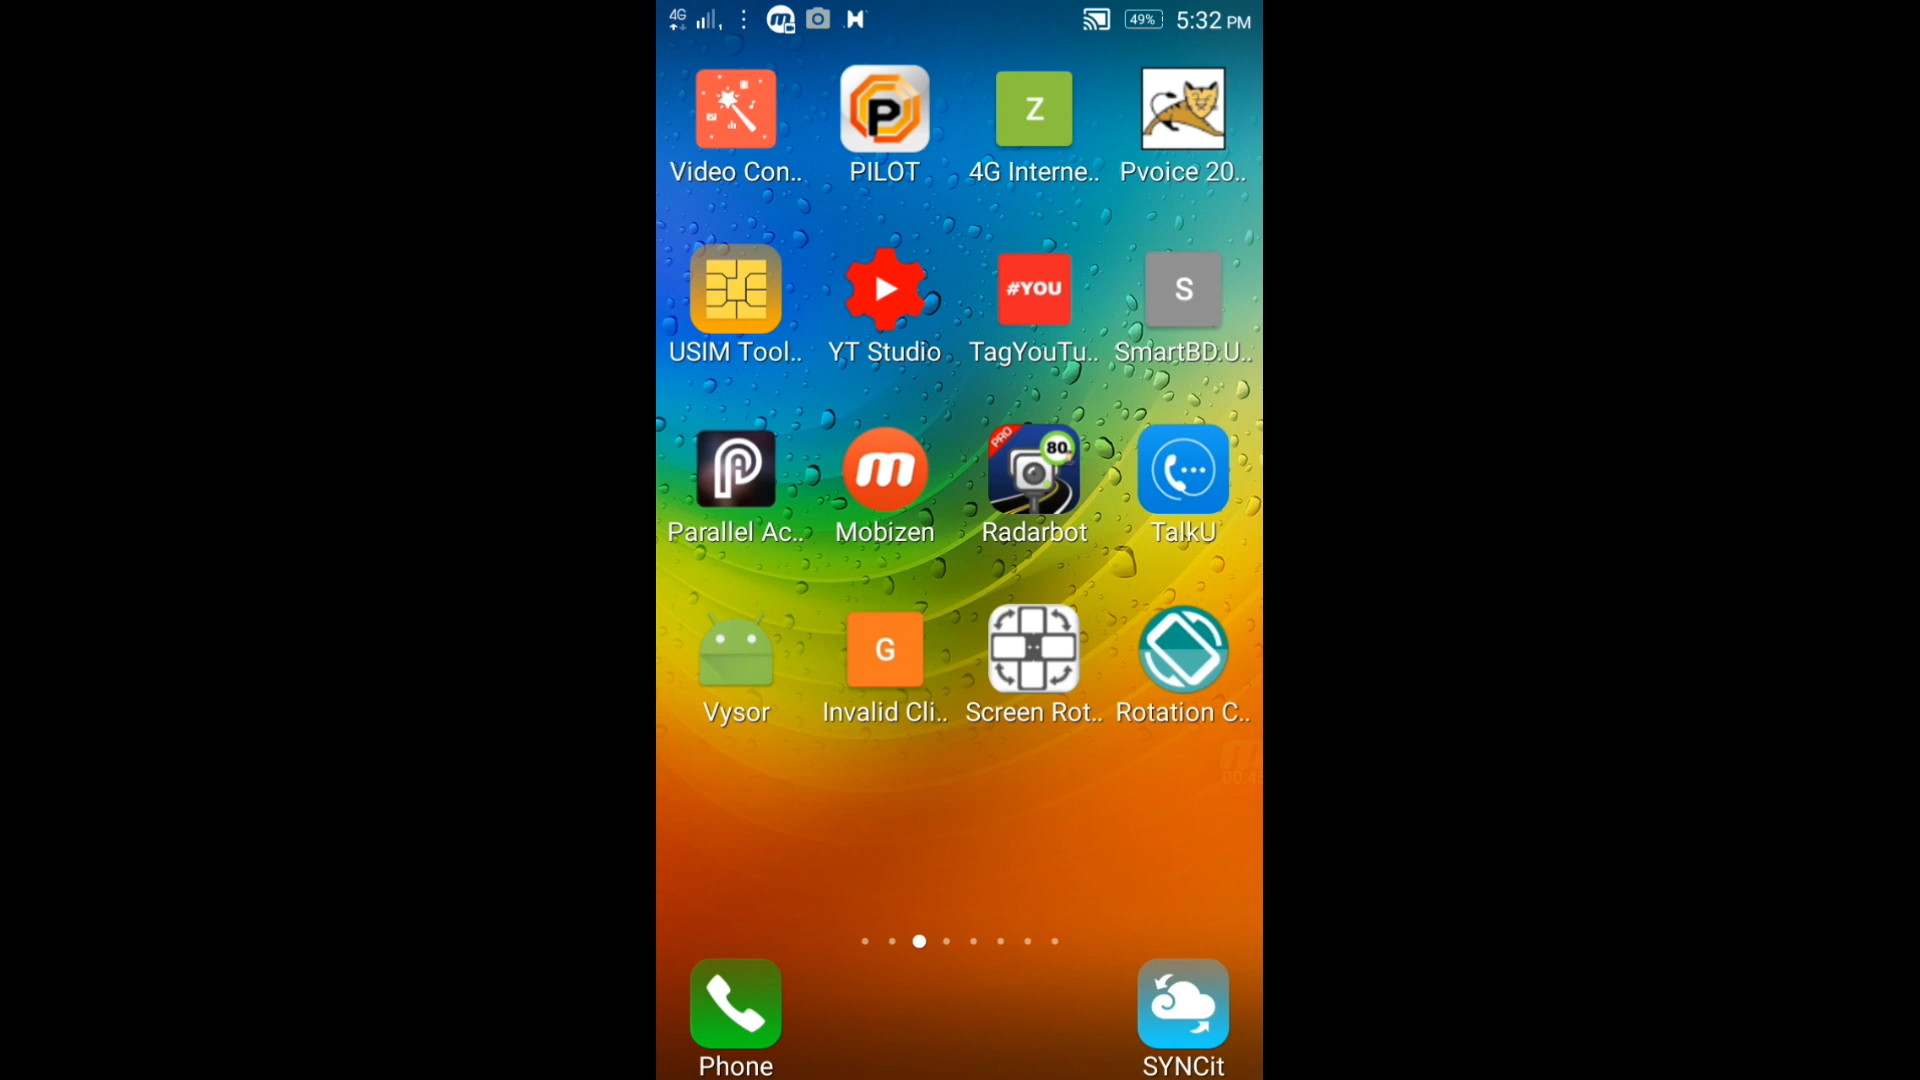 4G 49% 5:32 PM
P Z
Video Con.. PILOT 4G Interne.. Pvoice 20..
#YOU S
USIM Tool.. YT Studio TagYouTu.. SmartBD.U..
P m PRO 80
Parallel Ac.. Mobizen Radarbot TalkU
G
Vysor Invalid Cli.. Screen Rot.. Rotation C..
Phone SYNCit